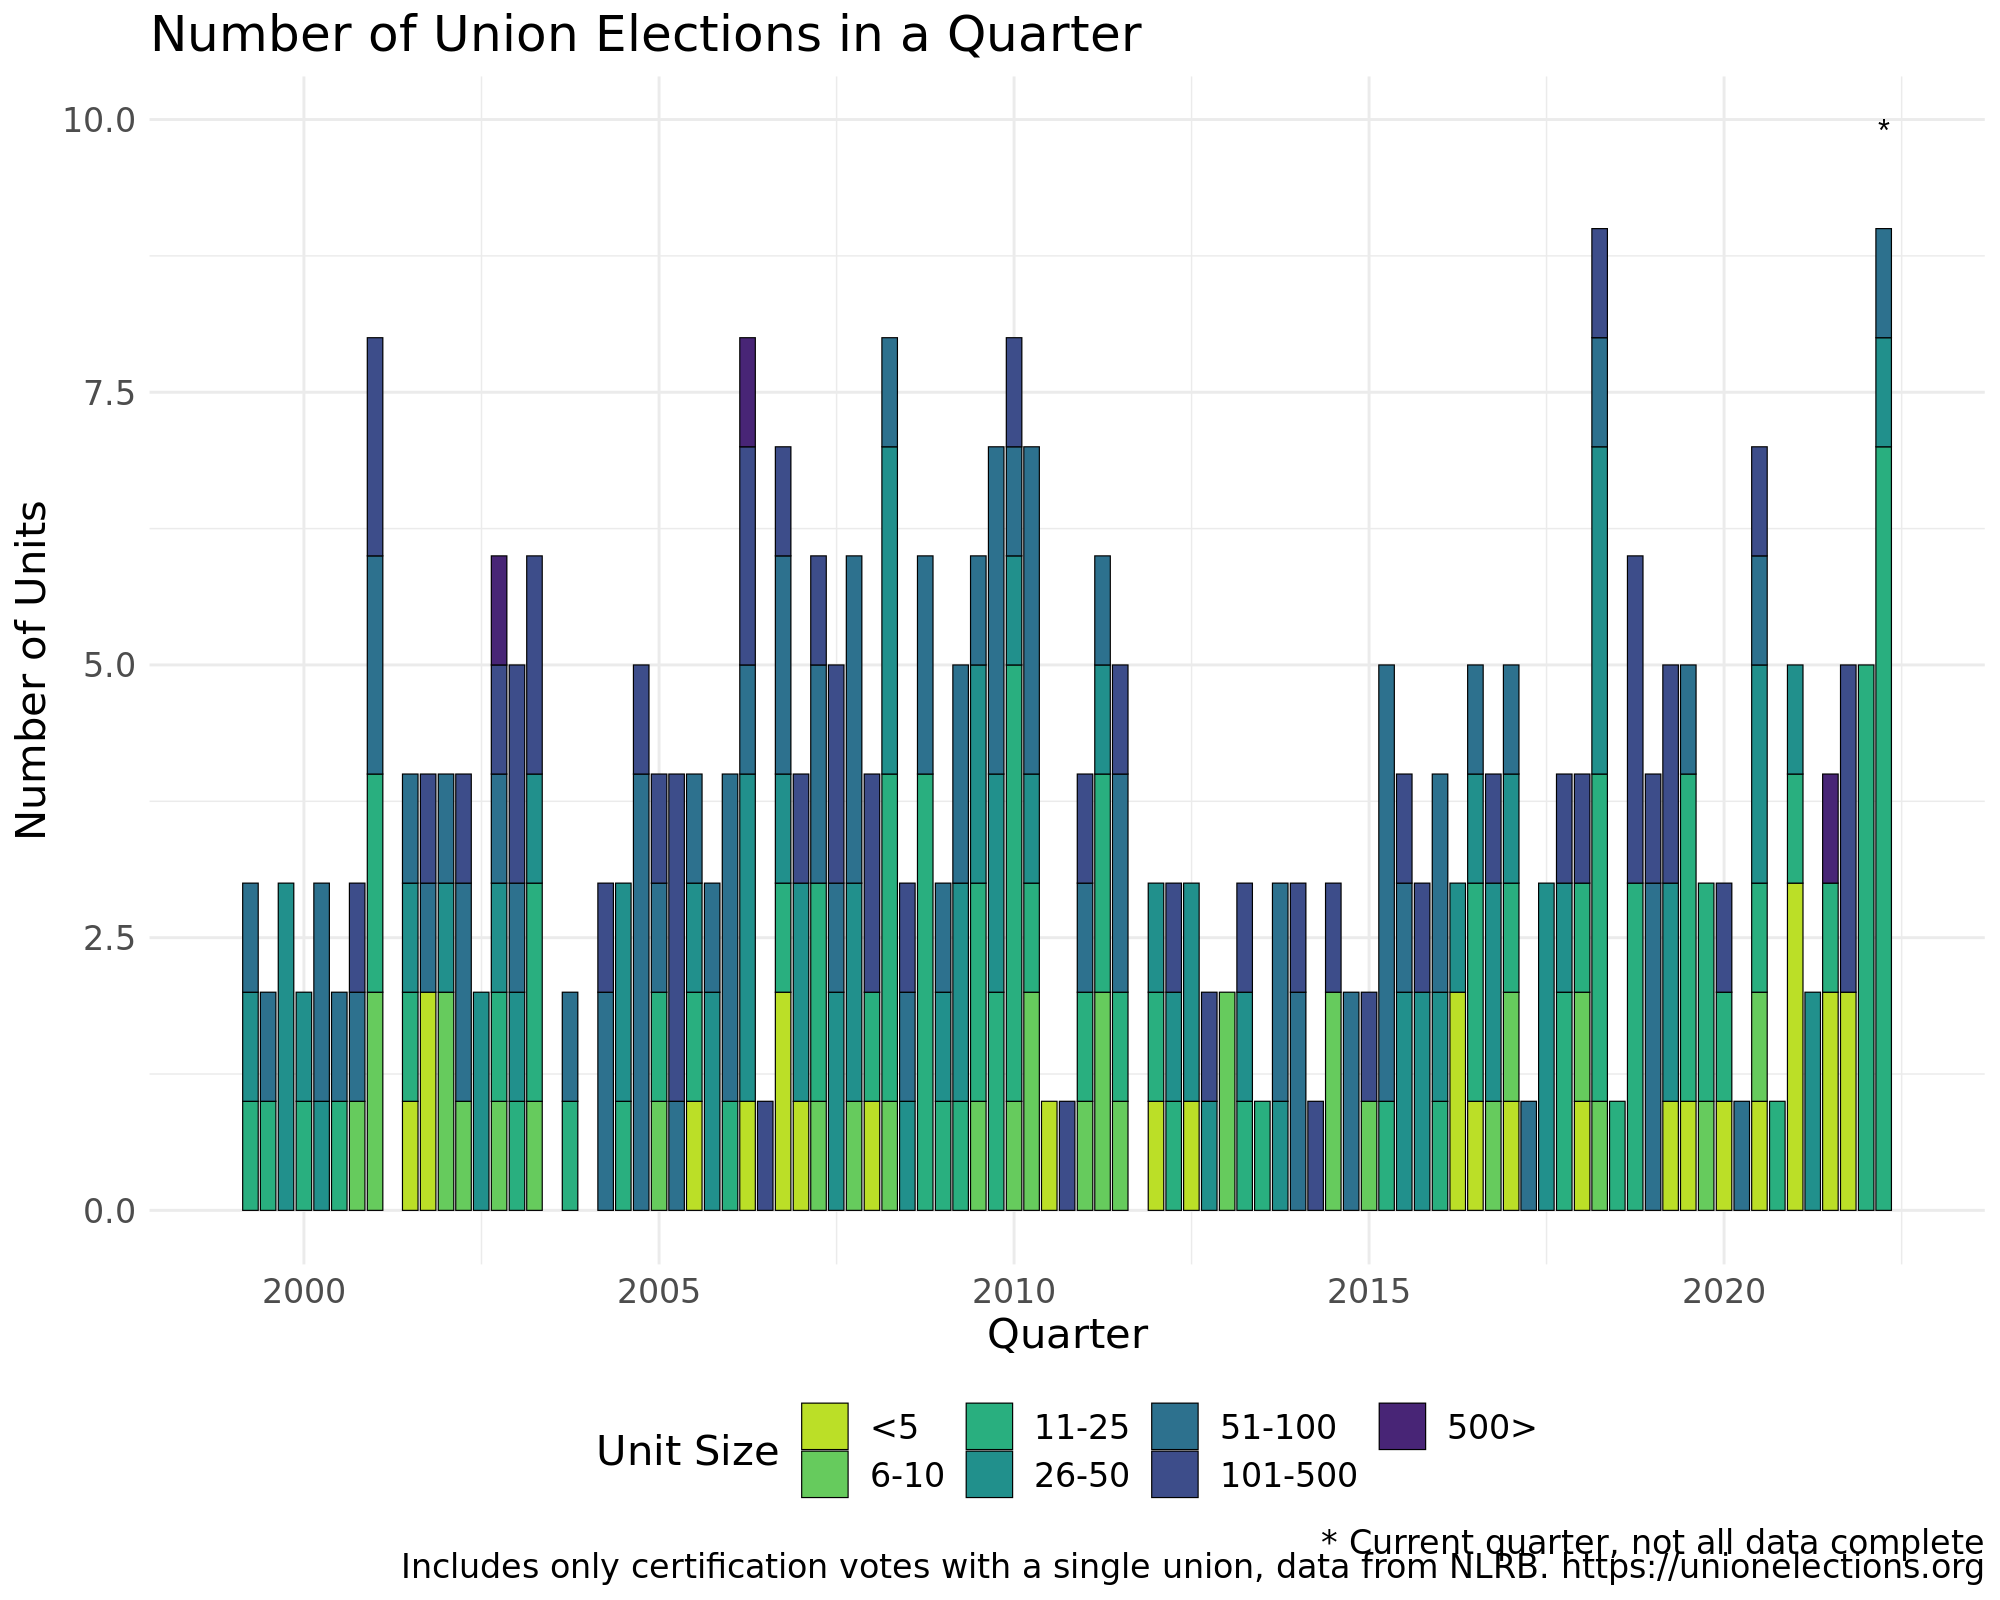 Number of Union Elections in a Quarter
10.0
*
7.5
5.0
2.5
0.0
Number of Units
2000 2005 2010 2015 2020
Quarter
Unit Size
<5 11-25 51-100 500>
6-10 26-50 101-500
* Current quarter, not all data complete
Includes only certification votes with a single union, data from NLRB. https://unionelections.org